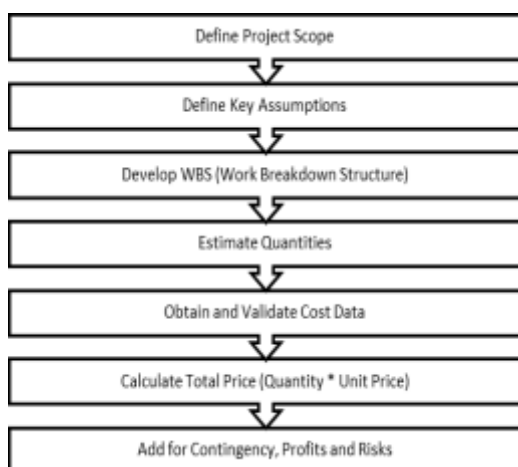 Define Project Scope
Define Key Assumptions
Develop WBS (Work Breakdown Structure)
Estimate Quantities
Obtain and Validate Cost Data
Calculate Total Price (Quantity * Unit Price)
Add for Contingency, Profits and Risks